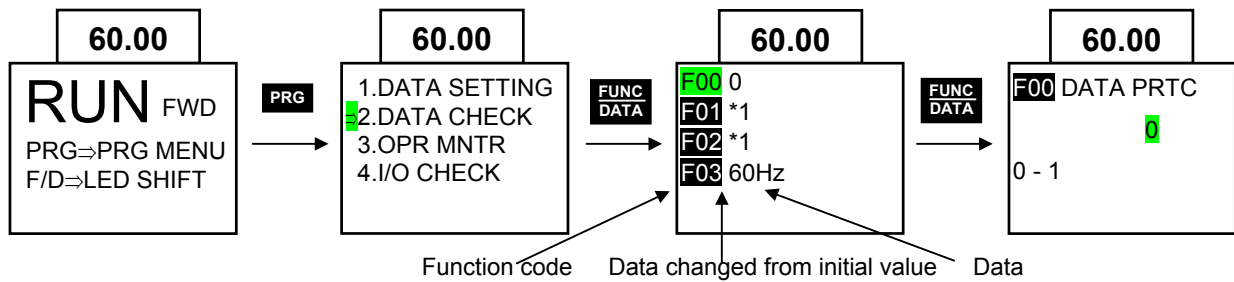 60.00
RUN FWD
PRG⇒PRG MENU
F/D⇒LED SHIFT
PRG
60.00
1.DATA SETTING
⇒2.DATA CHECK
3.OPR MNTR
4.I/O CHECK
FUNC
DATA
60.00
F00 0
F01 *1
F02 *1
F03 60Hz
FUNC
DATA
60.00
F00 DATA PRTC
0
0 - 1
Function code
Data changed from initial value
Data